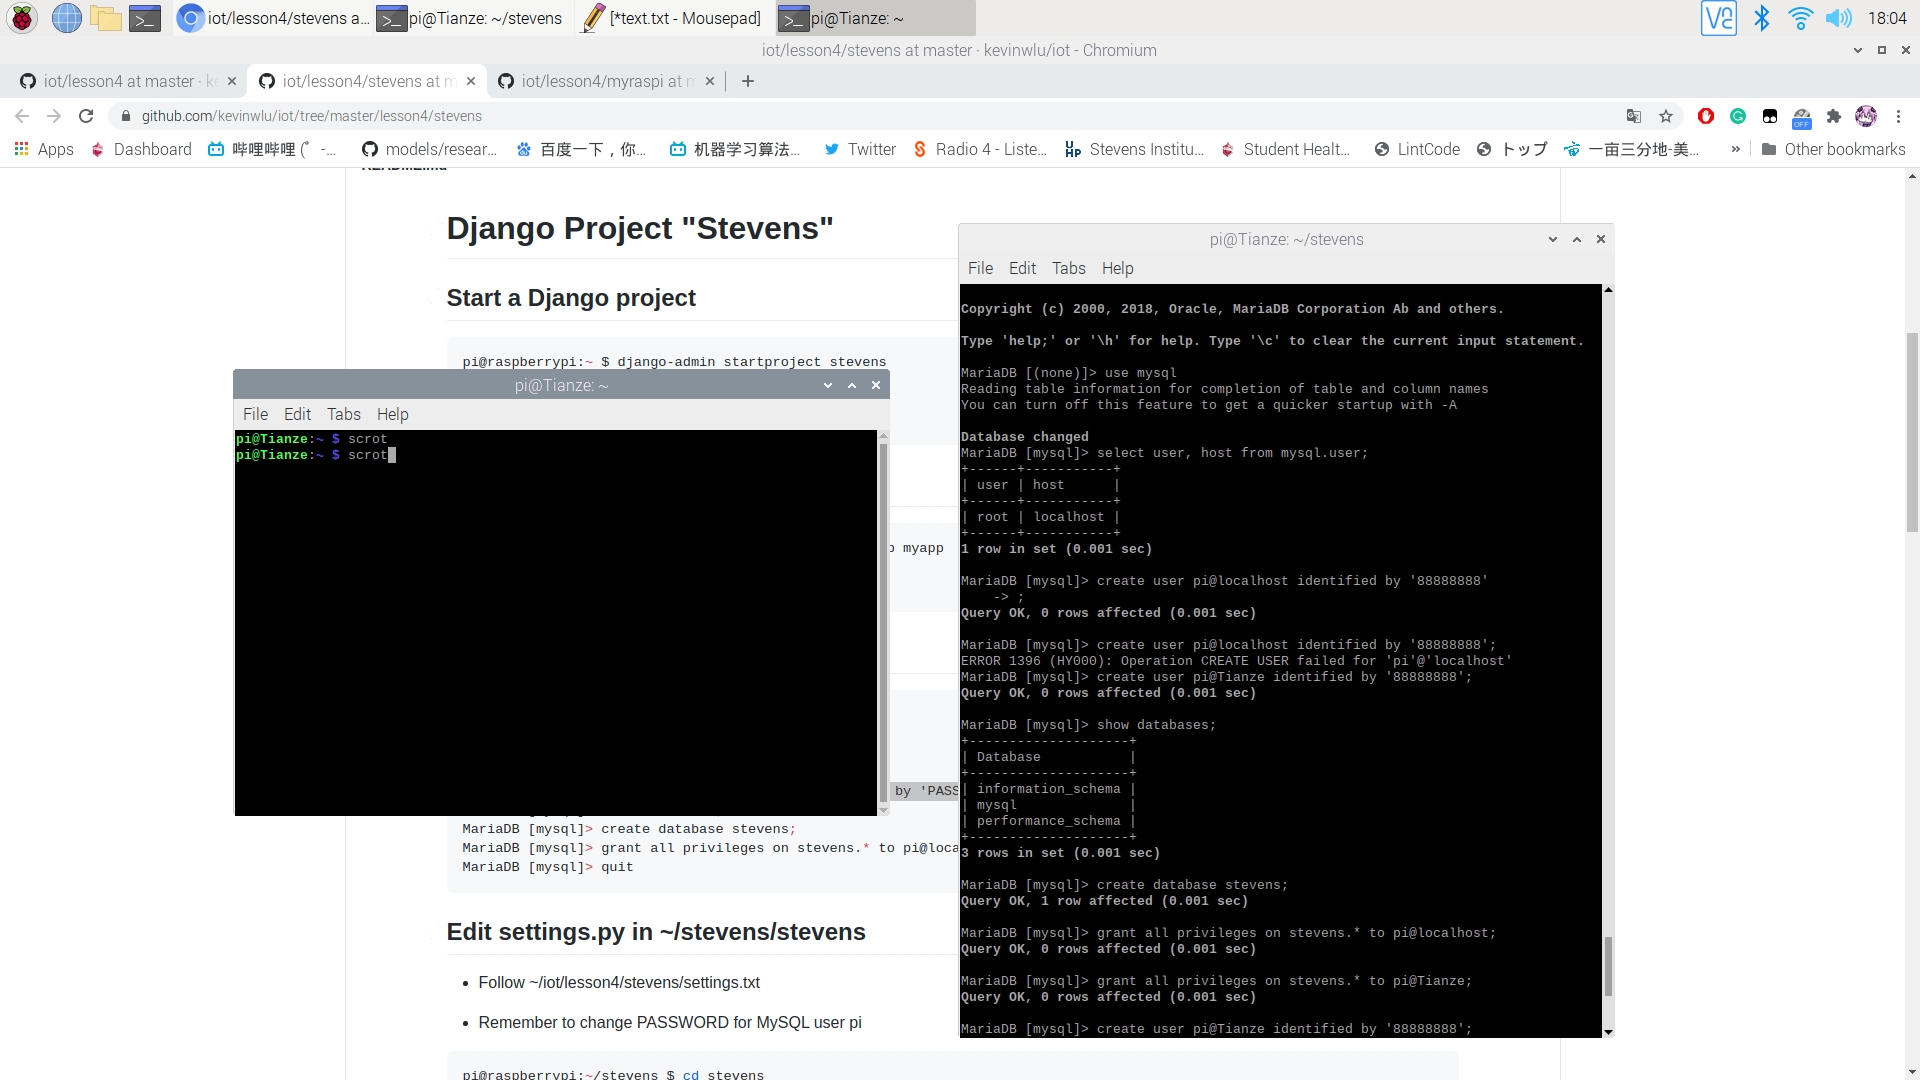 iot/lesson4/stevens a...
pi@Tianze: ~/stevens
[*text.txt - Mousepad]
pi@Tianze: ~
18:04
iot/lesson4/stevens at master · kevinwlu/iot - Chromium
iot/lesson4 at master · ke
iot/lesson4/stevens at m
iot/lesson4/myraspi at m
github.com/kevinwlu/iot/tree/master/lesson4/stevens
OFF
Apps
Dashboard
哔哩哔哩 (゜-...
models/resear...
百度一下，你...
机器学习算法...
Twitter
Radio 4 - Liste...
Stevens Institu...
Student Healt...
LintCode
トップ
一亩三分地-美...
»
Other bookmarks
README.md
Django Project "Stevens"
Start a Django project
pi@raspberrypi:~ $ django-admin startproject stevens
pi@Tianze: ~
File Edit Tabs Help
pi@Tianze:~ $ scrot
pi@Tianze:~ $ scrot
p myapp
by 'PASS
MariaDB [mysql]> create database stevens;
MariaDB [mysql]> grant all privileges on stevens.* to pi@loca
MariaDB [mysql]> quit
Edit settings.py in ~/stevens/stevens
• Follow ~/iot/lesson4/stevens/settings.txt
• Remember to change PASSWORD for MySQL user pi
pi@raspberrypi:~/stevens $ cd stevens
pi@Tianze: ~/stevens
File Edit Tabs Help
Copyright (c) 2000, 2018, Oracle, MariaDB Corporation Ab and others.
Type 'help;' or '\h' for help. Type '\c' to clear the current input statement.
MariaDB [(none)]> use mysql
Reading table information for completion of table and column names
You can turn off this feature to get a quicker startup with -A
Database changed
MariaDB [mysql]> select user, host from mysql.user;
+------+-----------+
| user | host      |
+------+-----------+
| root | localhost |
+------+-----------+
1 row in set (0.001 sec)
MariaDB [mysql]> create user pi@localhost identified by '88888888'
    -> ;
Query OK, 0 rows affected (0.001 sec)
MariaDB [mysql]> create user pi@localhost identified by '88888888';
ERROR 1396 (HY000): Operation CREATE USER failed for 'pi'@'localhost'
MariaDB [mysql]> create user pi@Tianze identified by '88888888';
Query OK, 0 rows affected (0.001 sec)
MariaDB [mysql]> show databases;
+--------------------+
| Database           |
+--------------------+
| information_schema |
| mysql              |
| performance_schema |
+--------------------+
3 rows in set (0.001 sec)
MariaDB [mysql]> create database stevens;
Query OK, 1 row affected (0.001 sec)
MariaDB [mysql]> grant all privileges on stevens.* to pi@localhost;
Query OK, 0 rows affected (0.001 sec)
MariaDB [mysql]> grant all privileges on stevens.* to pi@Tianze;
Query OK, 0 rows affected (0.001 sec)
MariaDB [mysql]> create user pi@Tianze identified by '88888888';